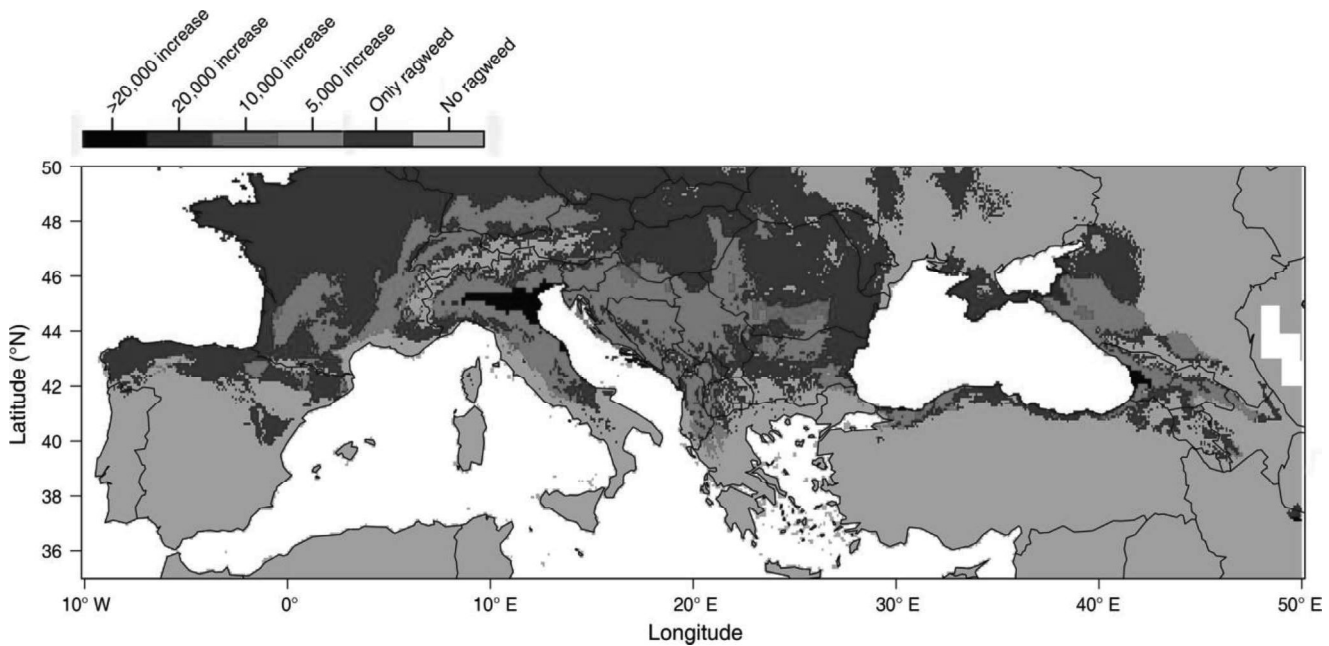 >20,000 increase
20,000 increase
10,000 increase
5,000 increase
Only ragweed
No ragweed
50
48
46
44
42
40
38
36
Latitude (°N)
10° W 0° 10° E 20° E 30° E 40° E 50° E
Longitude